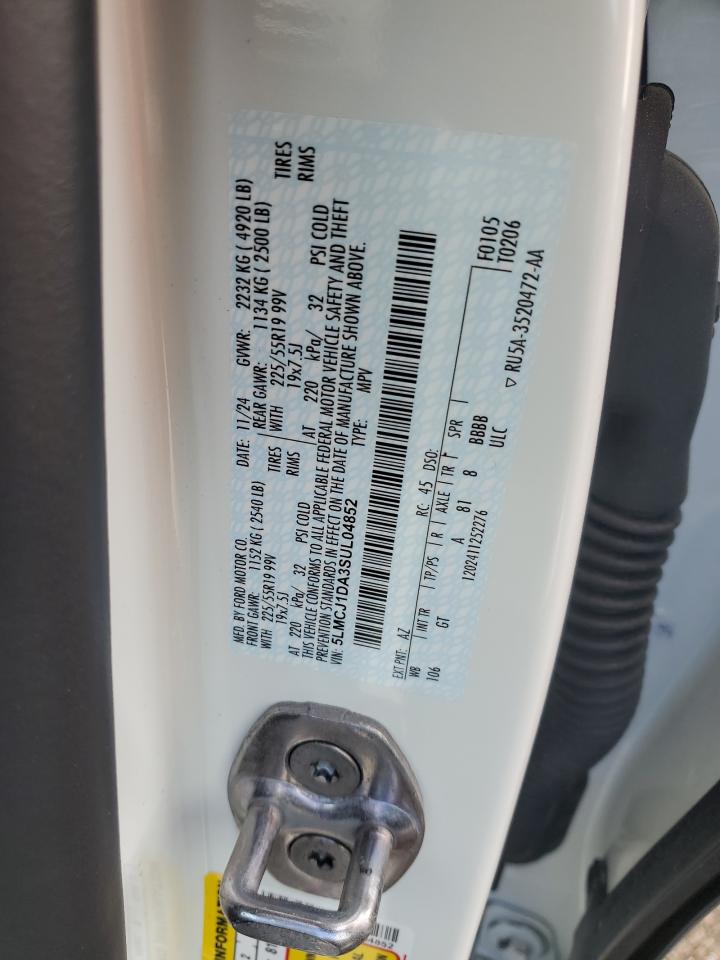 MFD. BY FORD MOTOR CO. DATE: 11/24 GVWR: 2232 KG ( 4920 LB)
FRONT GAWR: 1152 KG ( 2540 LB) REAR GAWR: 1134 KG ( 2500 LB)
WITH 225/55R19 99V TIRES WITH 225/55R19 99V TIRES
19x7.5J RIMS 19x7.5J RIMS
AT 220 kPa/ 32 PSI COLD AT 220 kPa/ 32 PSI COLD
THIS VEHICLE CONFORMS TO ALL APPLICABLE FEDERAL MOTOR VEHICLE SAFETY AND THEFT
PREVENTION STANDARDS IN EFFECT ON THE DATE OF MANUFACTURE SHOWN ABOVE.
VIN: 5LMCJ1DA3SUL04852 TYPE: MPV
EXT PNT: AZ RC: 45 DSO: F0105
WB INT TR TP/PS R AXLE TR SPR T0206
106 GT A 81 8 BBBB
ULC
1202411252276 RU5A-3520472-AA
INFORMATION
04852